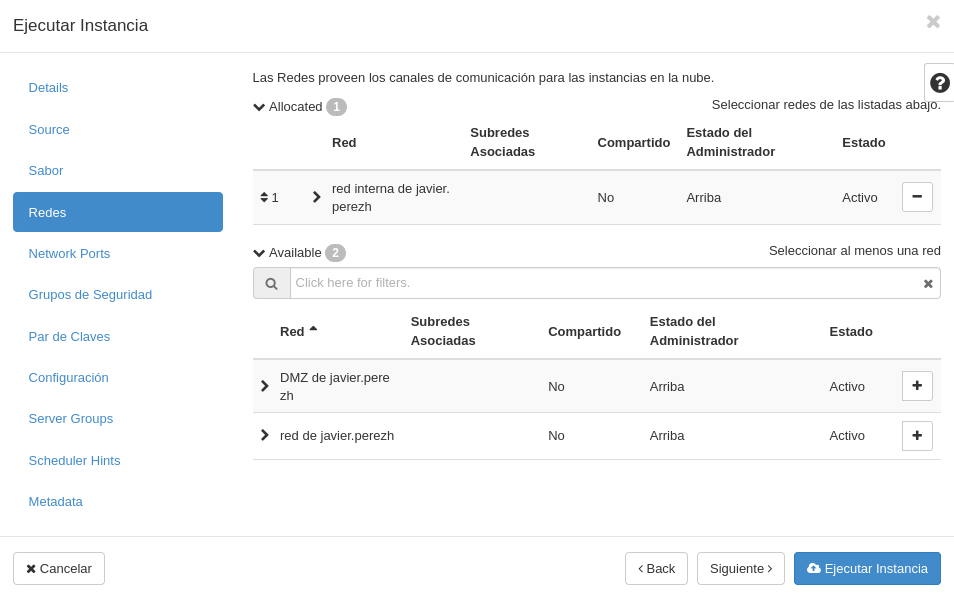 Ejecutar Instancia
Details
Source
Sabor
Redes
Network Ports
Grupos de Seguridad
Par de Claves
Configuración
Server Groups
Scheduler Hints
Metadata
Las Redes proveen los canales de comunicación para las instancias en la nube.
Allocated 1
Seleccionar redes de las listadas abajo.
Red Subredes Asociadas Compartido Estado del Administrador Estado
1 red interna de javier.
perezh No Arriba Activo
Available 2
Seleccionar al menos una red
Click here for filters.
Red Subredes Asociadas Compartido Estado del Administrador Estado
DMZ de javier.pere
zh No Arriba Activo
red de javier.perezh No Arriba Activo
Cancelar
Back
Siguiente
Ejecutar Instancia